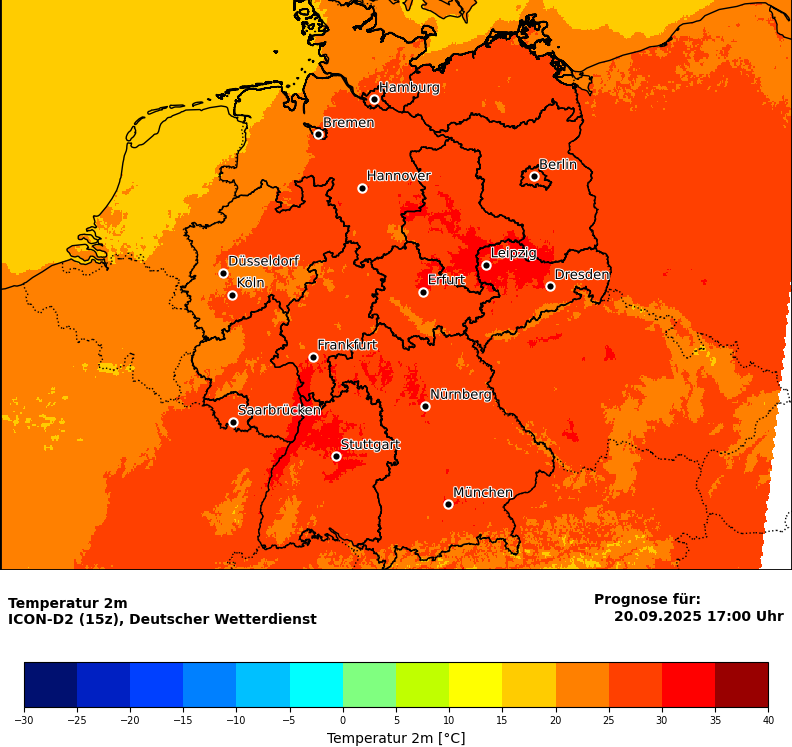 Hamburg
Bremen
Berlin
Hannover
Leipzig
Düsseldorf
Dresden
Köln
Erfurt
Frankfurt
Nürnberg
Saarbrücken
Stuttgart
München
Temperatur 2m
ICON-D2 (15z), Deutscher Wetterdienst
Prognose für:
20.09.2025 17:00 Uhr
−30 −25 −20 −15 −10 −5 0 5 10 15 20 25 30 35 40
Temperatur 2m [°C]